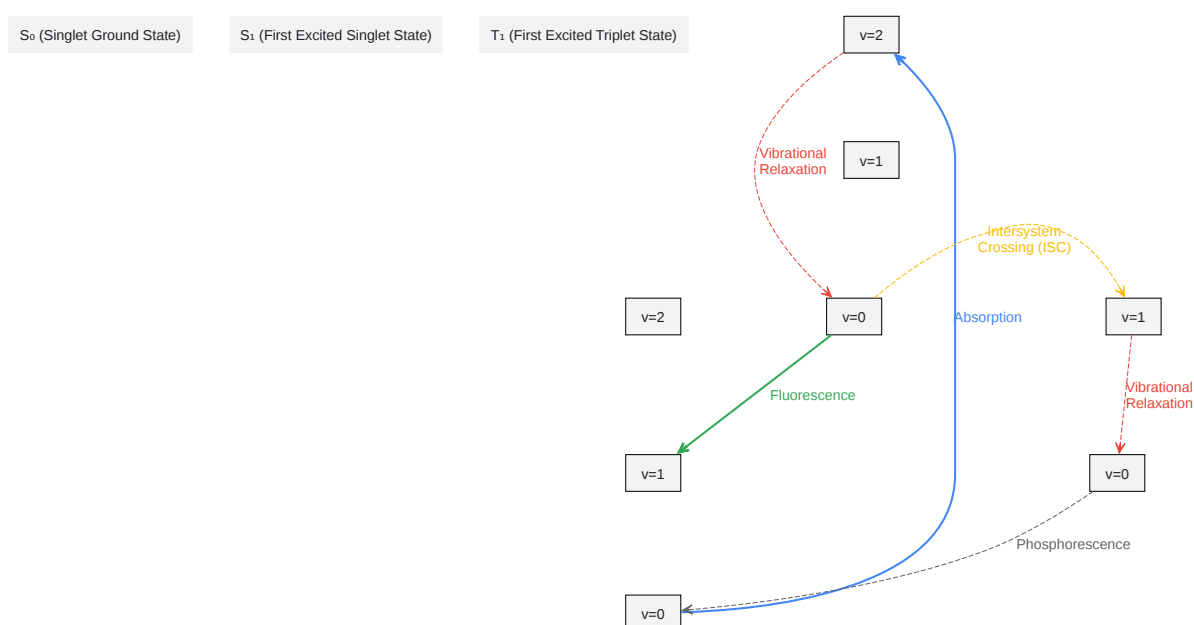 S₀ (Singlet Ground State)
S₁ (First Excited Singlet State)
T₁ (First Excited Triplet State)
v=2
Vibrational
Relaxation
v=1
Intersystem
Crossing (ISC)
v=2
v=0
Absorption
v=1
Fluorescence
Vibrational
Relaxation
v=1
v=0
Phosphorescence
v=0